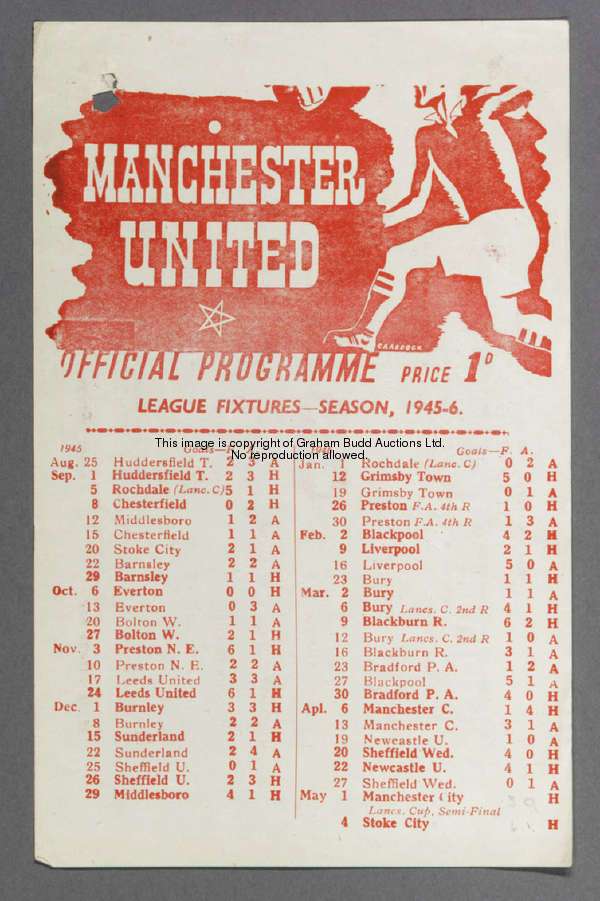 MANCHESTER
UNITED
CRADDOCK
OFFICIAL PROGRAMME PRICE 1D
LEAGUE FIXTURES—SEASON, 1945-6.
This image is copyright of Graham Budd Auctions Ltd.
No reproduction allowed.
1945 Goals—
Aug. 25 Huddersfield T. 2 3 A
Sep. 1 Huddersfield T. 2 3 H
5 Rochdale (Lanc. C) 5 1 H
8 Chesterfield 0 2 H
12 Middlesboro 1 2 A
15 Chesterfield 1 1 A
20 Stoke City 2 1 A
22 Barnsley 2 2 A
29 Barnsley 1 1 H
Oct. 6 Everton 0 0 H
13 Everton 0 3 A
20 Bolton W. 1 1 A
27 Bolton W. 2 1 H
Nov. 3 Preston N. E. 6 1 H
10 Preston N. E. 2 2 A
17 Leeds United 3 3 A
24 Leeds United 6 1 H
Dec. 1 Burnley 3 3 H
8 Burnley 2 2 A
15 Sunderland 2 1 H
22 Sunderland 2 4 A
25 Sheffield U. 0 1 A
26 Sheffield U. 2 3 H
29 Middlesboro 4 1 H
Goals—F. A.
Jan. 1 Rochdale (Lanc. C) 0 2 A
12 Grimsby Town 5 0 H
19 Grimsby Town 0 1 A
26 Preston F.A. 4th R 1 0 H
30 Preston F.A. 4th R 1 3 A
Feb. 2 Blackpool 4 2 H
9 Liverpool 2 1 H
16 Liverpool 5 0 A
23 Bury 1 1 H
Mar. 2 Bury 1 1 A
6 Bury Lancs. C. 2nd R 4 1 H
9 Blackburn R. 6 2 H
12 Bury Lancs. C. 2nd R 1 0 A
16 Blackburn R. 3 1 A
23 Bradford P. A. 1 2 A
27 Blackpool 5 1 A
30 Bradford P. A. 4 0 H
Apl. 6 Manchester C. 1 4 H
13 Manchester C. 3 1 A
19 Newcastle U. 1 0 A
20 Sheffield Wed. 4 0 H
22 Newcastle U. 4 1 H
27 Sheffield Wed. 0 1 A
May 1 Manchester City H
Lancs. Cup, Semi-Final
4 Stoke City H